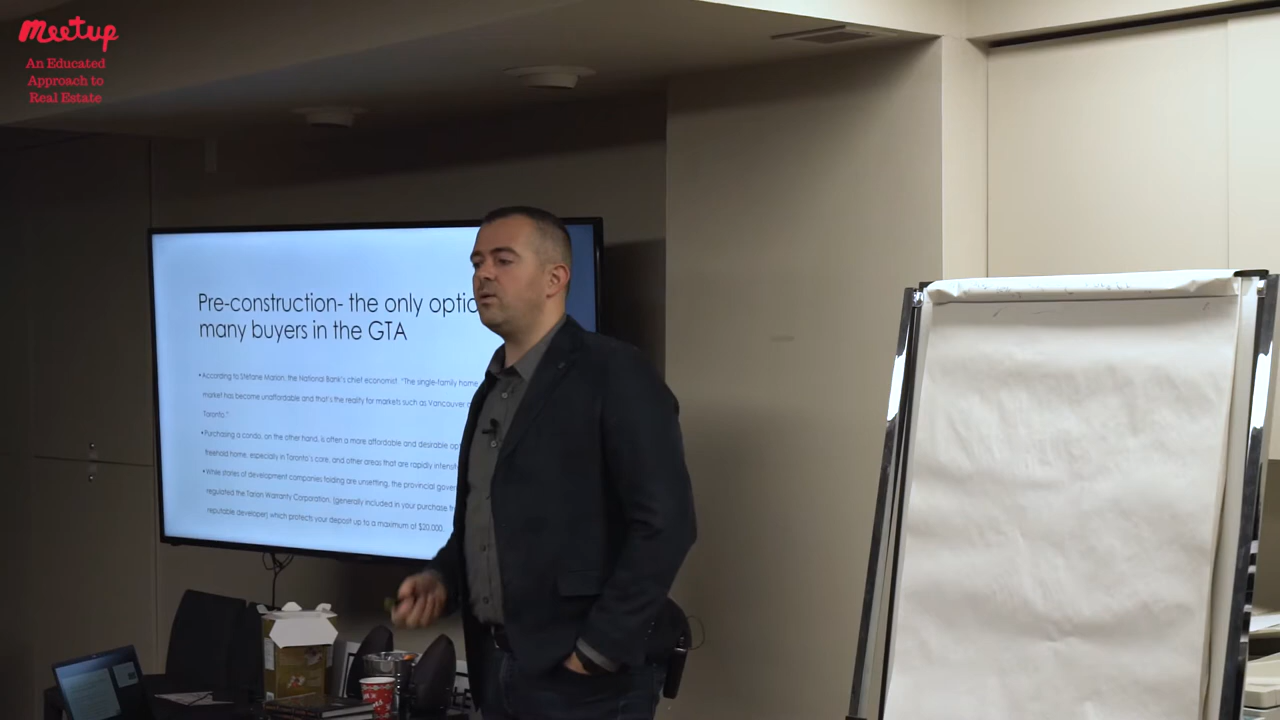 meetup
An Educated
Approach to
Real Estate
Pre-construction- the only optio
many buyers in the GTA
•According to Stefane Marion, the National Bank's chief economist, "The single-family home
market has become unaffordable and that's the reality for markets such as Vancouver
Toronto."
•Purchasing a condo, on the other hand, is often a more affordable and desirable op
freehold home, especially in Toronto's core, and other areas that are rapidly intensif
•While stories of development companies folding are unsettling, the provincial gover
regulated the Tarion Warranty Corporation, (generally included in your purchase
reputable developer) which protects your deposit up to a maximum of $20,000.